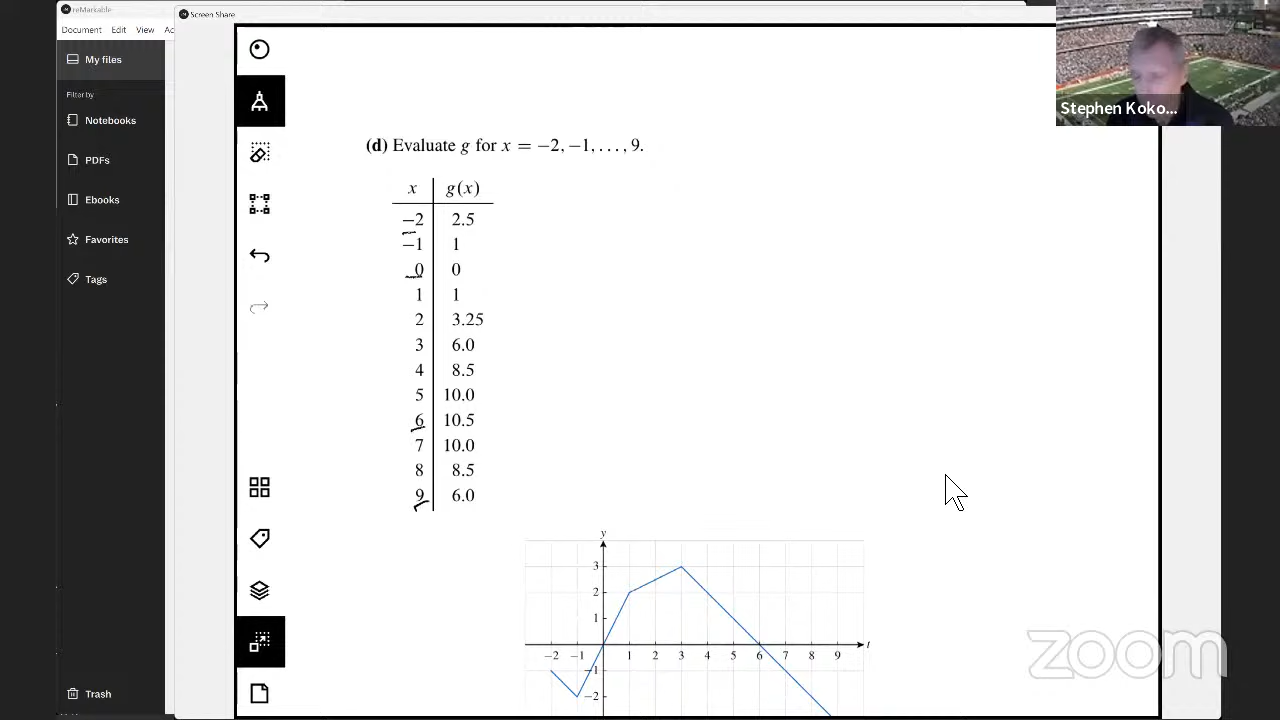 reMarkable
Screen Share
Document Edit View
My files
Filter by
Notebooks
PDFs
Ebooks
Favorites
Tags
Trash
Stephen Koko...
(d) Evaluate g for x = −2, −1, . . . , 9.
x g(x)
−2 2.5
−1 1
0 0
1 1
2 3.25
3 6.0
4 8.5
5 10.0
6 10.5
7 10.0
8 8.5
9 6.0
y
3
2
1
−2 −1 1 2 3 4 5 6 7 8 9 t
−1
−2
zoom